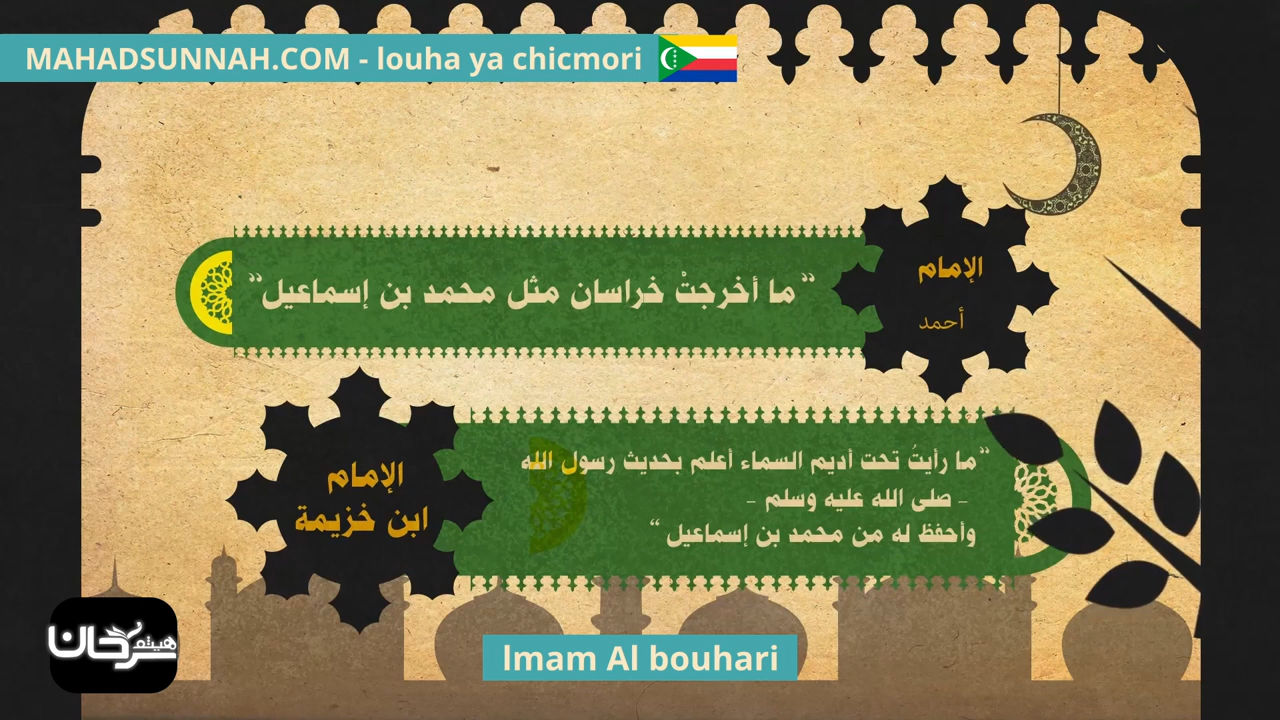 MAHADSUNNAH.COM - louha ya chicmori
الإمام
أحمد
”ما أخرجتْ خراسان مثل محمد بن إسماعيل”
الإمام
ابن خزيمة
”ما رأيتُ تحت أديم السماء أعلم بحديث رسول الله
- صلى الله عليه وسلم -
وأحفظ له من محمد بن إسماعيل“
هيثم
سرحان
Imam Al bouhari